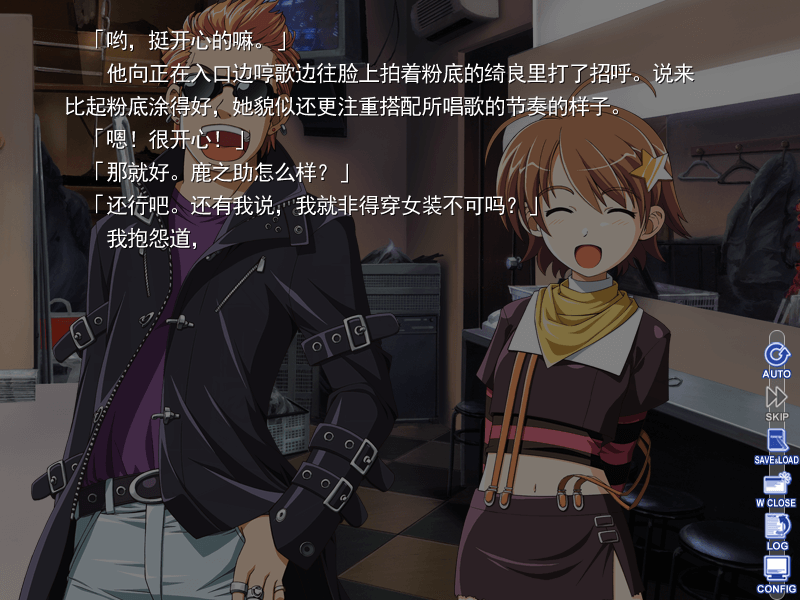 「哟，挺开心的嘛。」
他向正在入口边哼歌边往脸上拍着粉底的绮良里打了招呼。说来
比起粉底涂得好，她貌似还更注重搭配所唱歌的节奏的样子。
「嗯！很开心！」
「那就好。鹿之助怎么样？」
「还行吧。还有我说，我就非得穿女装不可吗？」
我抱怨道，
AUTO
SKIP
SAVE&LOAD
W CLOSE
LOG
CONFIG